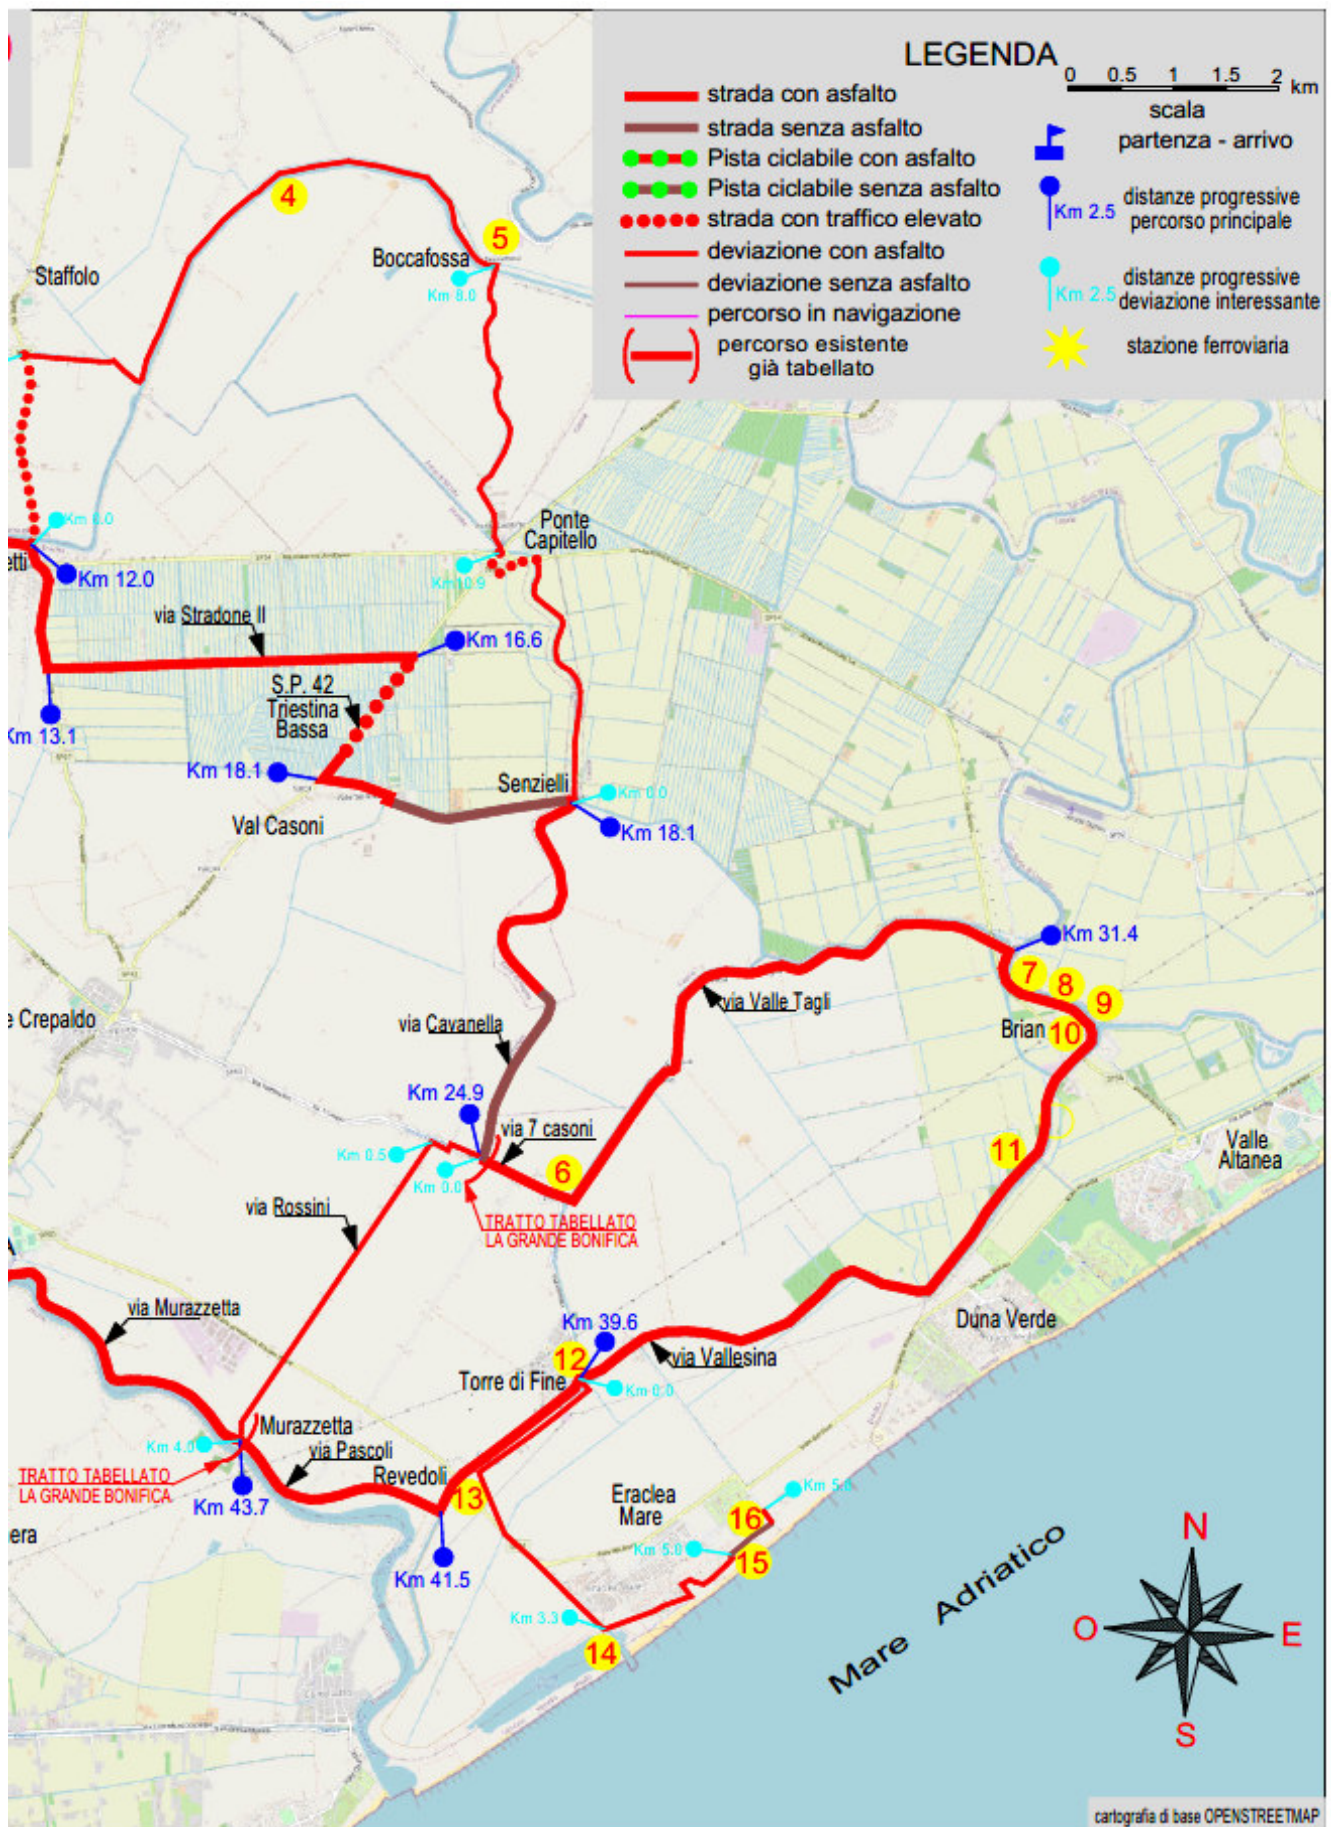 LEGENDA
0 0.5 1 1.5 2 km
scala
strada con asfalto
strada senza asfalto
Pista ciclabile con asfalto
Pista ciclabile senza asfalto
strada con traffico elevato
deviazione con asfalto
deviazione senza asfalto
percorso in navigazione
percorso esistente
già tabellato
partenza - arrivo
Km 2.5
distanze progressive
percorso principale
Km 2.5
distanze progressive
deviazione interessante
stazione ferroviaria
4
5
Boccafossa
Km 8.0
Staffolo
Ponte
Capitello
etti
Km 12.0
Km 10.9
via Stradone II
Km 16.6
S.P. 42
Triestina
Bassa
Km 13.1
Km 18.1
Senzielli
Km 0.0
Km 18.1
Val Casoni
Km 31.4
7
8
9
via Valle Tagli
e Crepaldo
via Cavanella
Brian
10
Km 24.9
via 7 casoni
Km 0.5
Km 0.0
6
11
Valle
Altanea
via Rossini
TRATTO TABELLATO
LA GRANDE BONIFICA
via Murazzetta
Km 39.6
Duna Verde
12
via Vallesina
Torre di Fine
Km 0.0
Murazzetta
Km 4.0
via Pascoli
TRATTO TABELLATO
LA GRANDE BONIFICA
Revedoli
13
Km 43.7
Eraclea
Mare
16
15
Km 41.5
Km 3.3
14
era
Mare Adriatico
N
O
E
S
cartografia di base OPENSTREETMAP